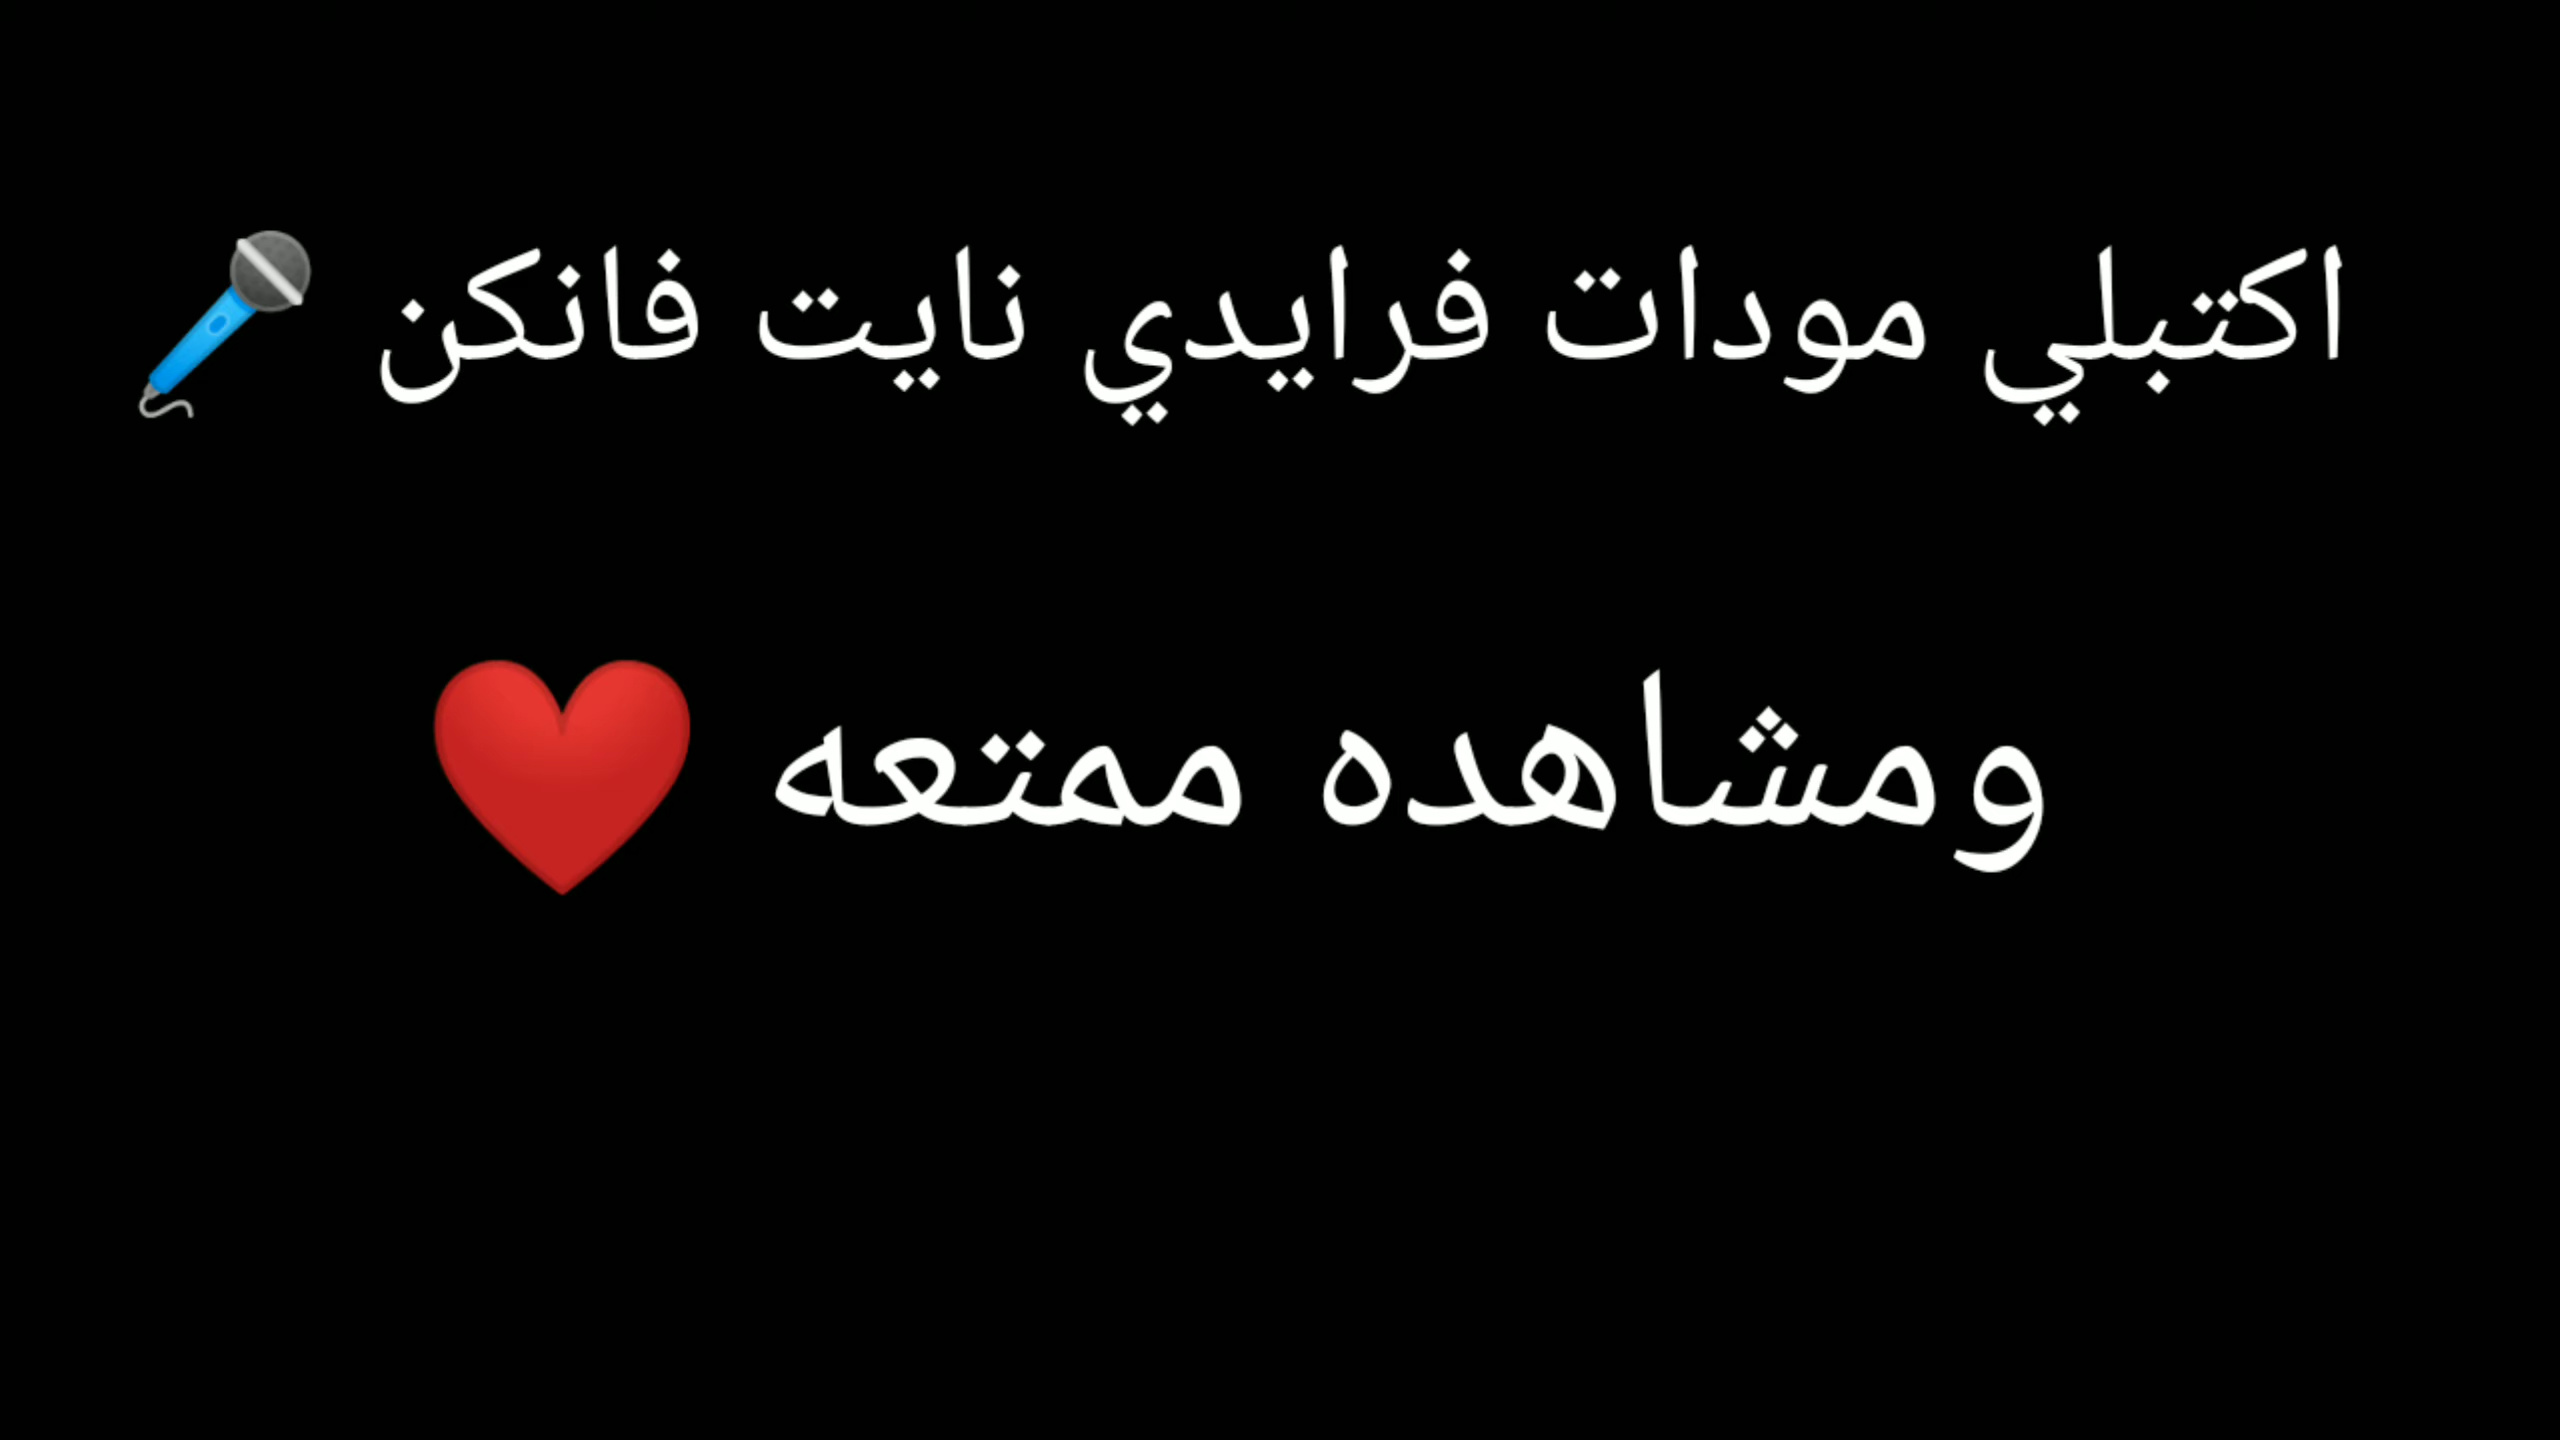 اكتبلي مودات فرايدي نايت فانكن 🎤
ومشاهده ممتعه ❤️